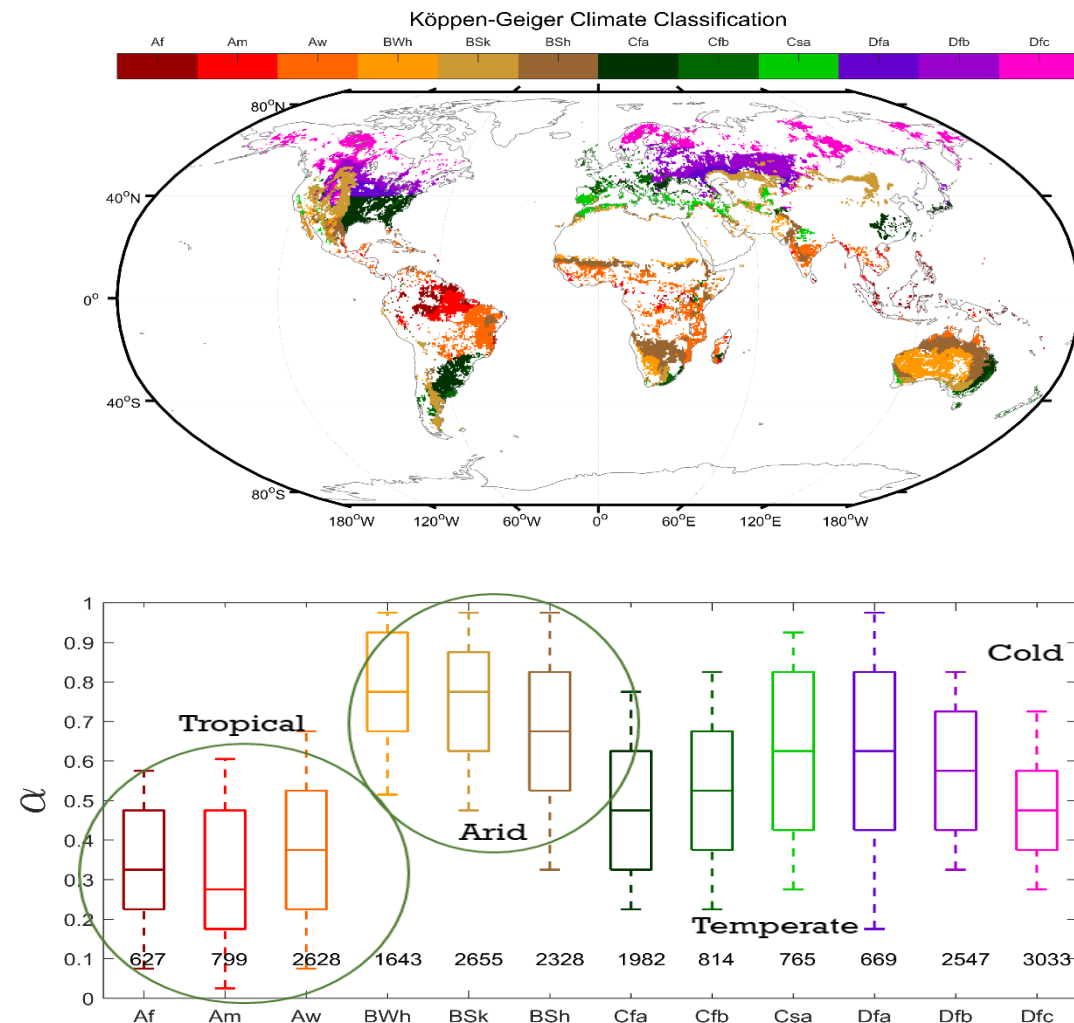 Köppen-Geiger Climate Classification
Af Am Aw BWh BSk BSh Cfa Cfb Csa Dfa Dfb Dfc
80°N
40°N
0°
40°S
80°S
180°W 120°W 60°W 0° 60°E 120°E 180°W
1
0.9
0.8
0.7
0.6
0.5
0.4
0.3
0.2
0.1
0
α
Cold
Tropical
Arid
Temperate
627 799 2628 1643 2655 2328 1982 814 765 669 2547 3033
Af Am Aw BWh BSk BSh Cfa Cfb Csa Dfa Dfb Dfc